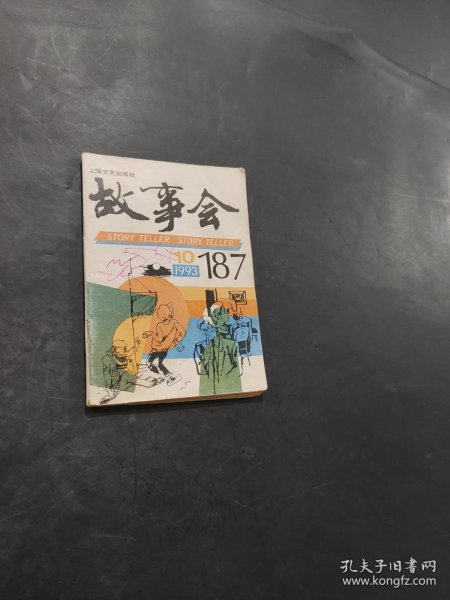 上海文艺出版社
故事会
STORY TELLER STORY TELLER
10
1993
187
孔夫子旧书网
www.kongfz.com